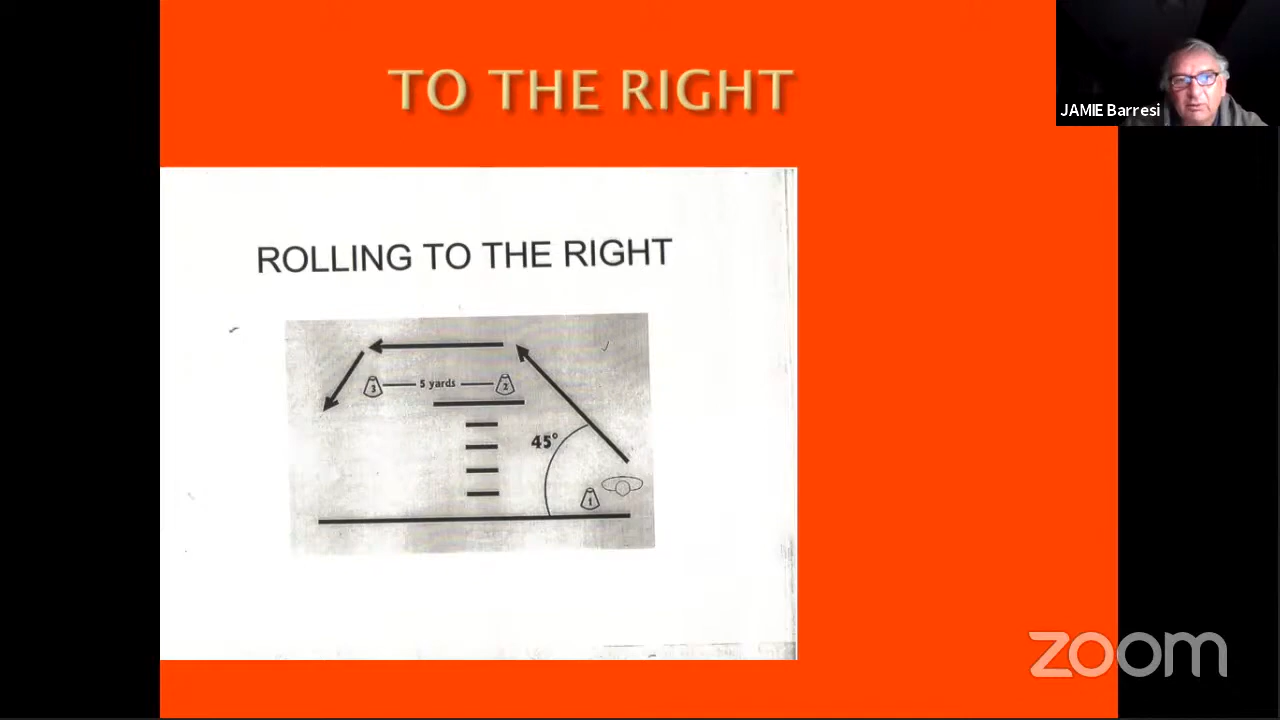 TO THE RIGHT
JAMIE Barresi
ROLLING TO THE RIGHT
3 5 yards 2
45°
1
zoom